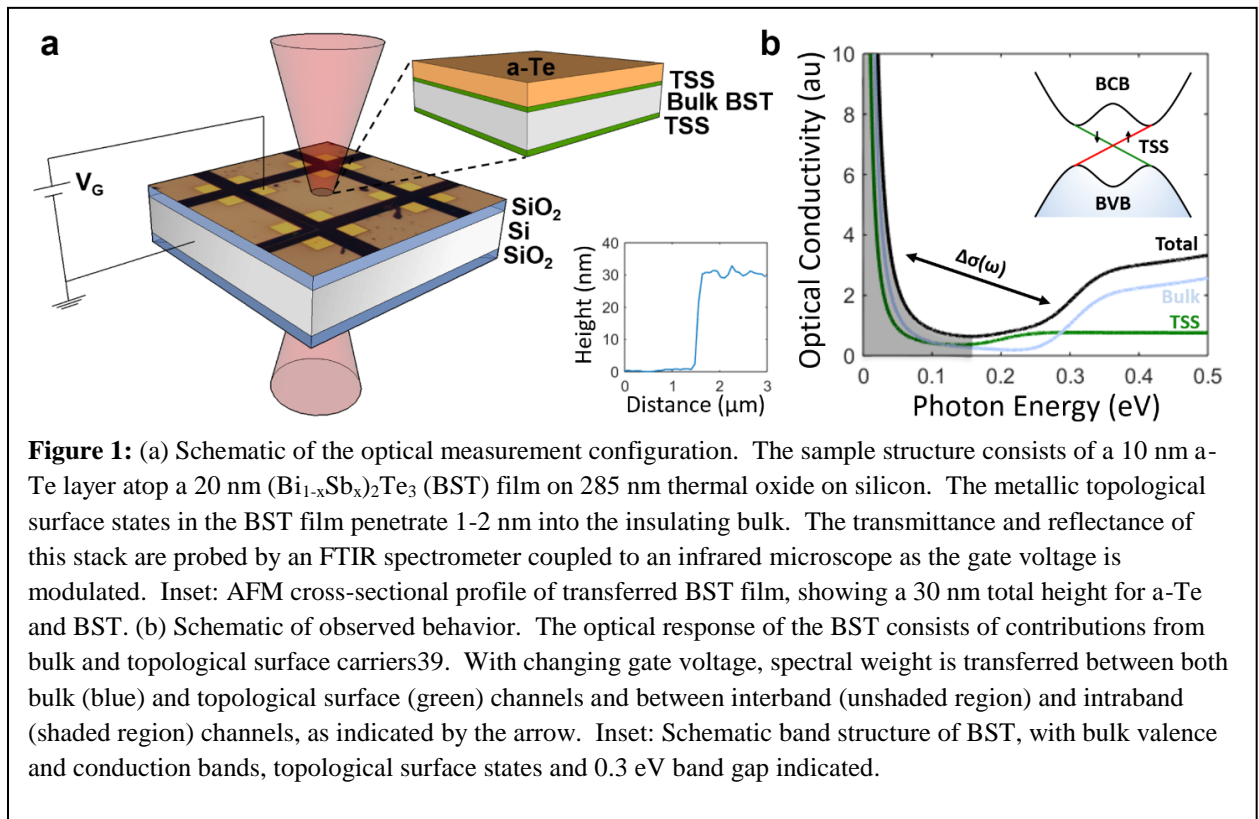 a
a-Te
TSS
Bulk BST
TSS
V_G
SiO₂
Si
SiO₂
Height (nm)
40
30
20
10
0
0
1
2
3
Distance (μm)
b
Optical Conductivity (au)
10
8
6
4
2
0
BCB
TSS
BVB
Δσ(ω)
Total
Bulk
TSS
0
0.1
0.2
0.3
0.4
0.5
Photon Energy (eV)
Figure 1: (a) Schematic of the optical measurement configuration. The sample structure consists of a 10 nm a-
Te layer atop a 20 nm (Bi₁₋ₓSbₓ)₂Te₃ (BST) film on 285 nm thermal oxide on silicon. The metallic topological
surface states in the BST film penetrate 1-2 nm into the insulating bulk. The transmittance and reflectance of
this stack are probed by an FTIR spectrometer coupled to an infrared microscope as the gate voltage is
modulated. Inset: AFM cross-sectional profile of transferred BST film, showing a 30 nm total height for a-Te
and BST. (b) Schematic of observed behavior. The optical response of the BST consists of contributions from
bulk and topological surface carriers39. With changing gate voltage, spectral weight is transferred between both
bulk (blue) and topological surface (green) channels and between interband (unshaded region) and intraband
(shaded region) channels, as indicated by the arrow. Inset: Schematic band structure of BST, with bulk valence
and conduction bands, topological surface states and 0.3 eV band gap indicated.